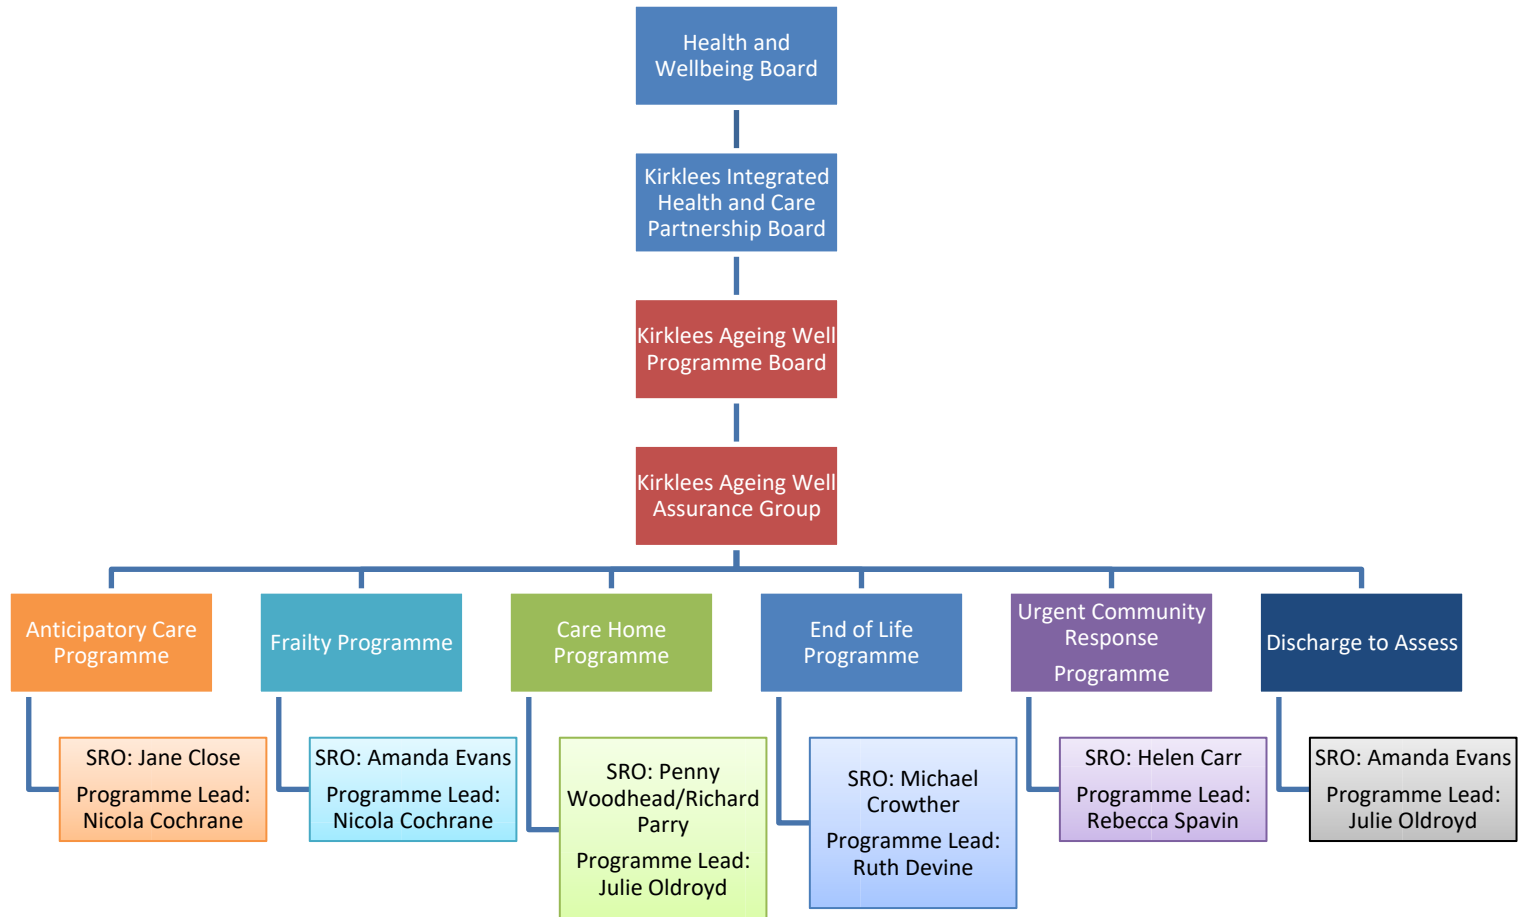 Health and
Wellbeing Board
Kirklees Integrated
Health and Care
Partnership Board
Kirklees Ageing Well
Programme Board
Kirklees Ageing Well
Assurance Group
Anticipatory Care
Programme
Frailty Programme
Care Home
Programme
End of Life
Programme
Urgent Community
Response
Programme
Discharge to Assess
SRO: Jane Close
Programme Lead:
Nicola Cochrane
SRO: Amanda Evans
Programme Lead:
Nicola Cochrane
SRO: Penny
Woodhead/Richard
Parry
Programme Lead:
Julie Oldroyd
SRO: Michael
Crowther
Programme Lead:
Ruth Devine
SRO: Helen Carr
Programme Lead:
Rebecca Spavin
SRO: Amanda Evans
Programme Lead:
Julie Oldroyd